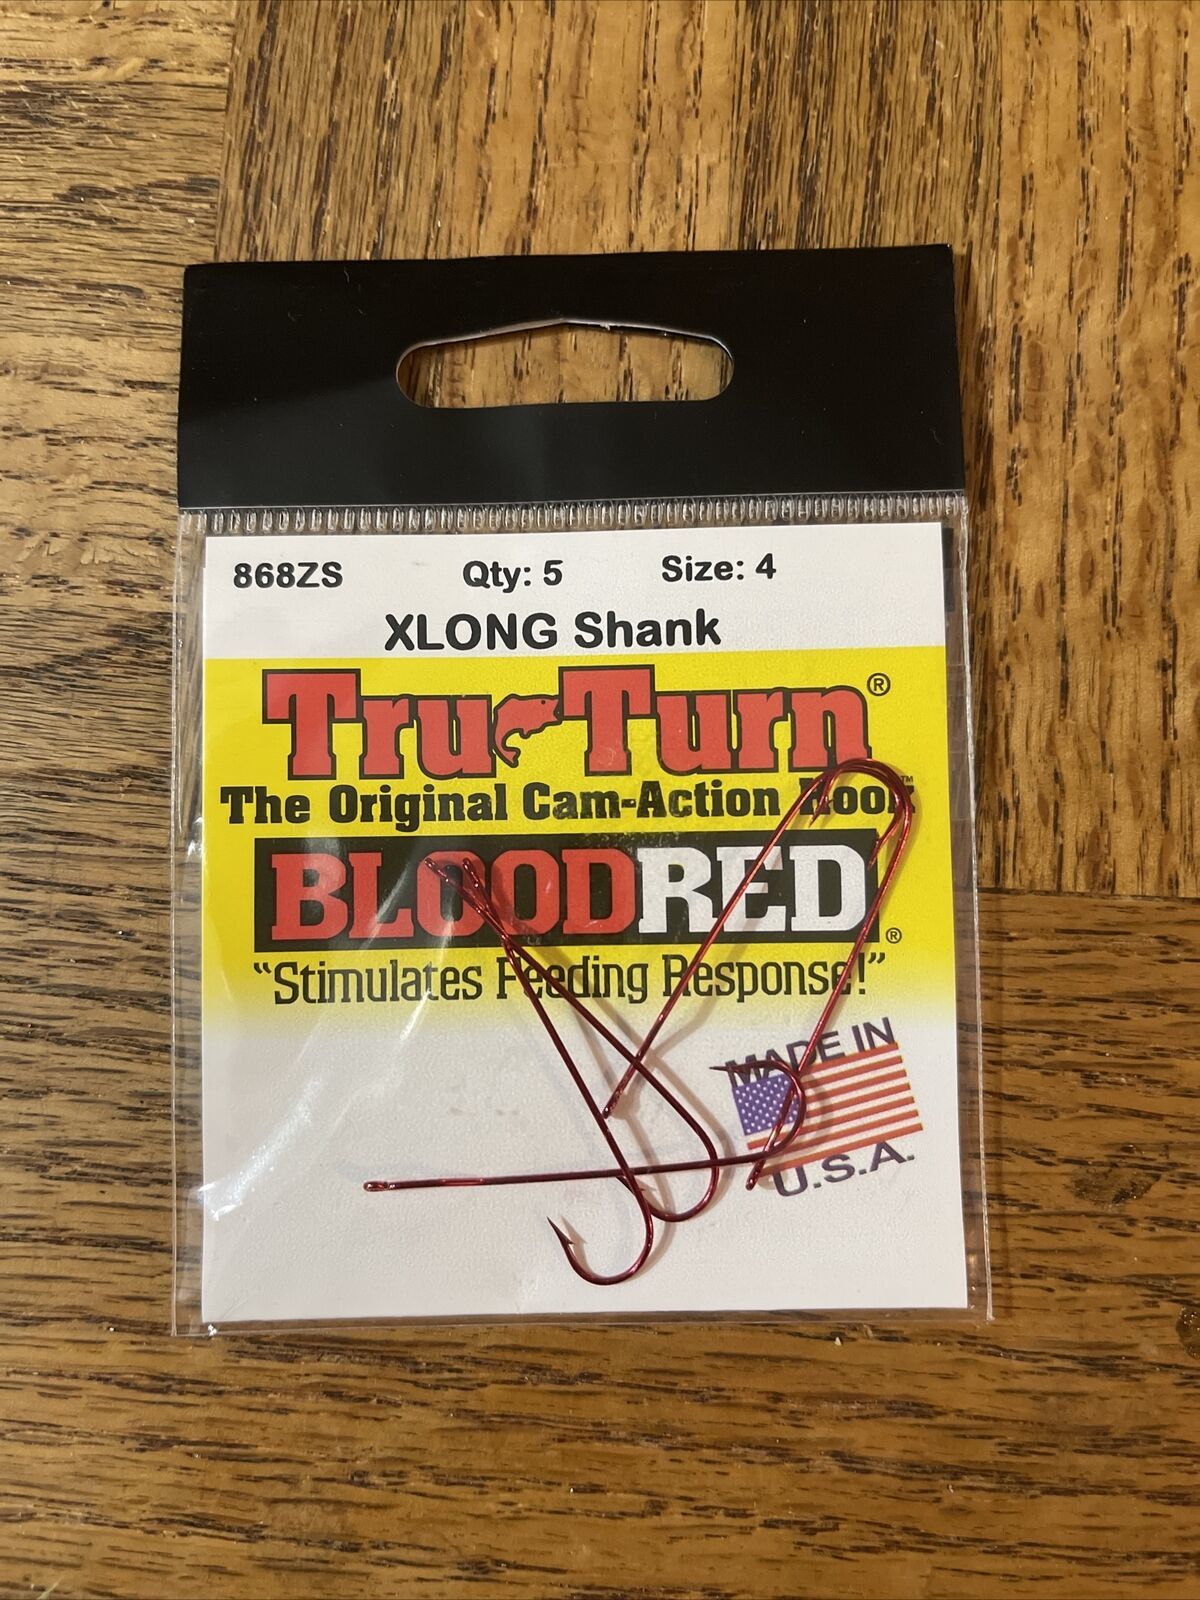 868ZS Qty: 5 Size: 4
XLONG Shank
Tru Turn®
The Original Cam-Action Hook™
BLOODRED®
“Stimulates Feeding Response!”
MADE IN
U.S.A.